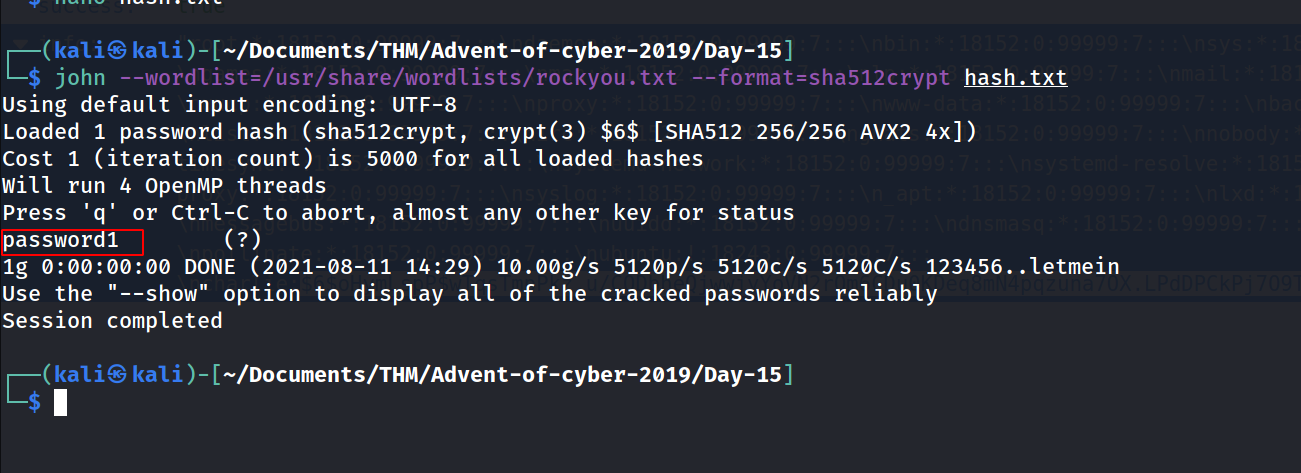 $ nano hash.txt
┌──(kali㉿kali)-[~/Documents/THM/Advent-of-cyber-2019/Day-15]
└─$ john --wordlist=/usr/share/wordlists/rockyou.txt --format=sha512crypt hash.txt
Using default input encoding: UTF-8
Loaded 1 password hash (sha512crypt, crypt(3) $6$ [SHA512 256/256 AVX2 4x])
Cost 1 (iteration count) is 5000 for all loaded hashes
Will run 4 OpenMP threads
Press 'q' or Ctrl-C to abort, almost any other key for status
password1 (?)
1g 0:00:00:00 DONE (2021-08-11 14:29) 10.00g/s 5120p/s 5120c/s 5120C/s 123456..letmein
Use the "--show" option to display all of the cracked passwords reliably
Session completed
┌──(kali㉿kali)-[~/Documents/THM/Advent-of-cyber-2019/Day-15]
└─$